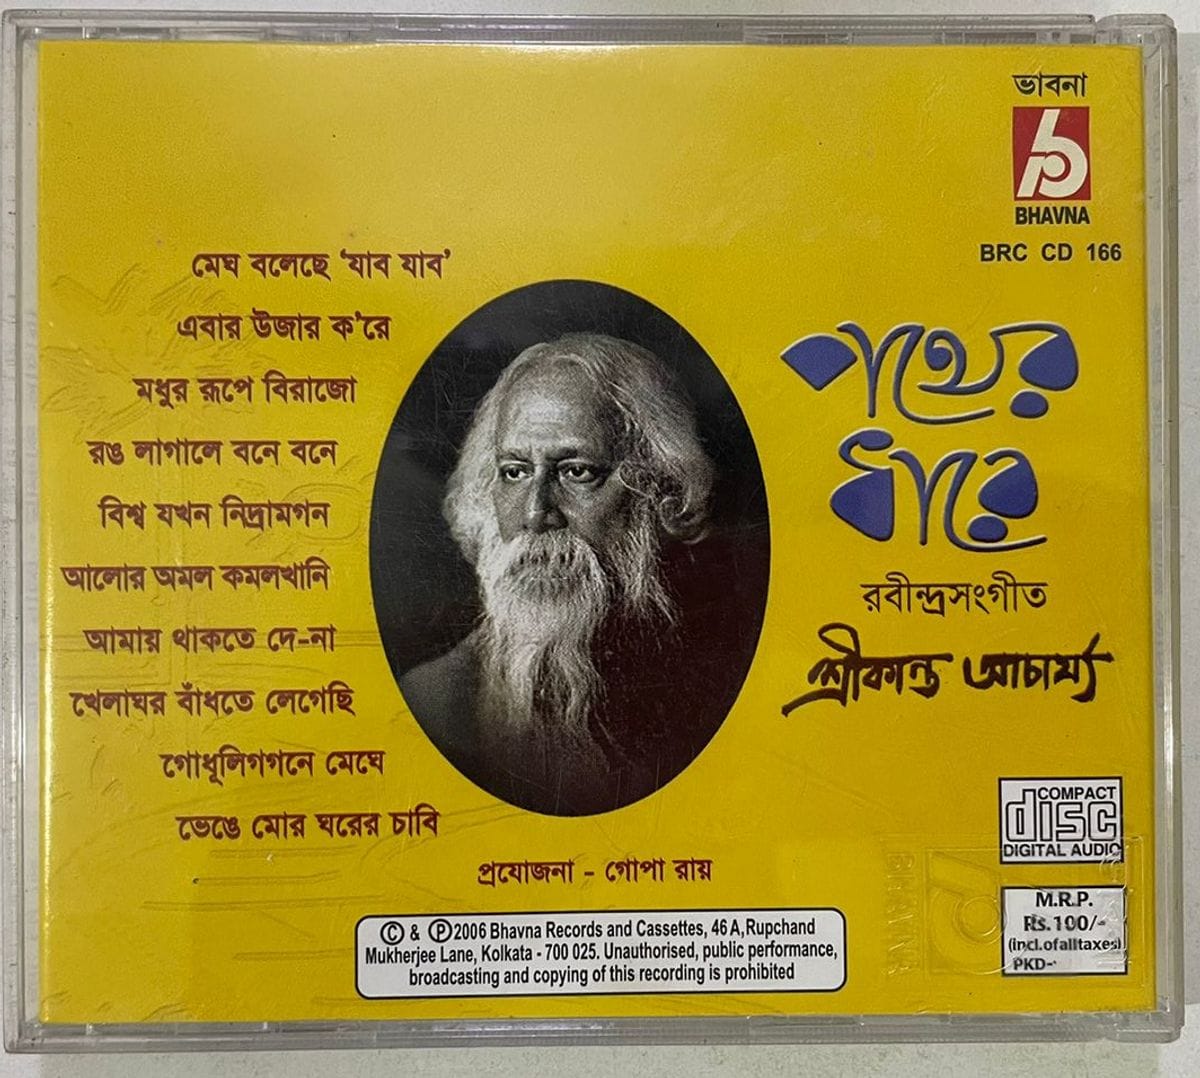 ভাবনা
BHAVNA
BRC CD 166
মেঘ বলেছে ‘যাব যাব’
এবার উজার ক'রে
মধুর রূপে বিরাজো
রঙ লাগালে বনে বনে
বিশ্ব যখন নিদ্রামগন
আলোর অমল কমলখানি
আমায় থাকতে দে-না
খেলাঘর বাঁধতে লেগেছি
গোধূলিগগনে মেঘে
ভেঙে মোর ঘরের চাবি
পথের
ধারে
রবীন্দ্রসংগীত
শ্রীকান্ত আচার্য্য
প্রযোজনা - গোপা রায়
© & ℗2006 Bhavna Records and Cassettes, 46 A, Rupchand
Mukherjee Lane, Kolkata - 700 025. Unauthorised, public performance,
broadcasting and copying of this recording is prohibited
COMPACT
disc
DIGITAL AUDIO
M.R.P.
Rs.100/-
(incl.of all taxes)
PKD-